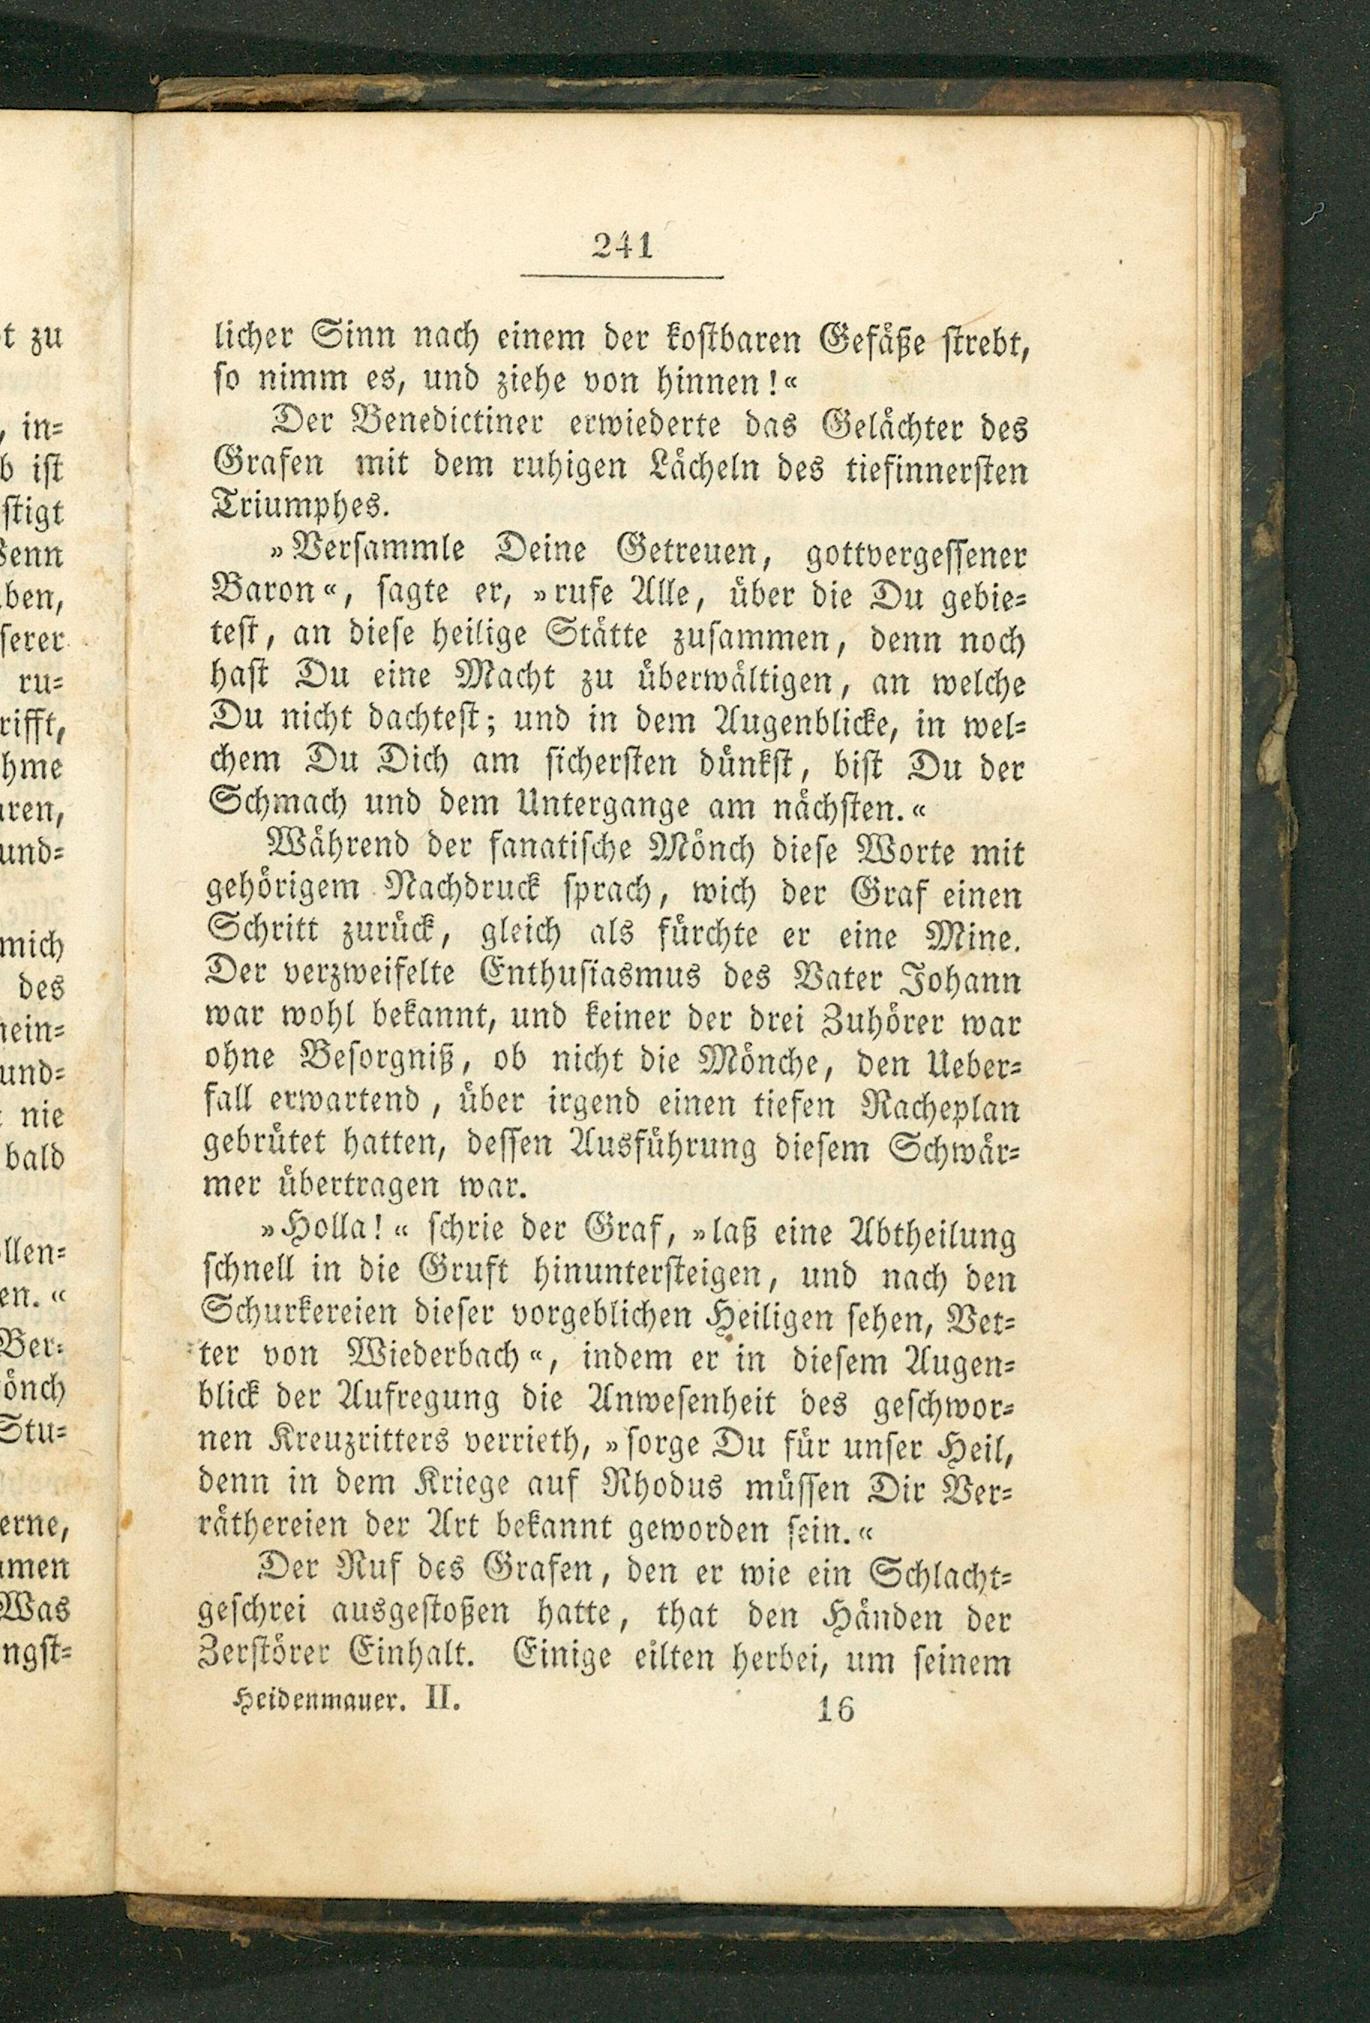 241
licher Sinn nach einem der kostbaren Gefäße strebt,
so nimm es, und ziehe von hinnen!«
Der Benedictiner erwiederte das Gelächter des
Grafen mit dem ruhigen Lächeln des tiefinnersten
Triumphes.
»Versammle Deine Getreuen, gottvergessener
Baron«, sagte er, »rufe Alle, über die Du gebie-
test, an diese heilige Stätte zusammen, denn noch
hast Du eine Macht zu überwältigen, an welche
Du nicht dachtest; und in dem Augenblicke, in wel-
chem Du Dich am sichersten dünkst, bist Du der
Schmach und dem Untergange am nächsten.«
Während der fanatische Mönch diese Worte mit
gehörigem Nachdruck sprach, wich der Graf einen
Schritt zurück, gleich als fürchte er eine Mine.
Der verzweifelte Enthusiasmus des Vater Johann
war wohl bekannt, und keiner der drei Zuhörer war
ohne Besorgniß, ob nicht die Mönche, den Ueber-
fall erwartend, über irgend einen tiefen Racheplan
gebrütet hatten, dessen Ausführung diesem Schwär-
mer übertragen war.
»Holla!« schrie der Graf, »laß eine Abtheilung
schnell in die Gruft hinuntersteigen, und nach den
Schurkereien dieser vorgeblichen Heiligen sehen, Vet-
ter von Wiederbach«, indem er in diesem Augen-
blick der Aufregung die Anwesenheit des geschwor-
nen Kreuzritters verrieth, »sorge Du für unser Heil,
denn in dem Kriege auf Rhodus müssen Dir Ver-
räthereien der Art bekannt geworden sein.«
Der Ruf des Grafen, den er wie ein Schlacht-
geschrei ausgestoßen hatte, that den Händen der
Zerstörer Einhalt. Einige eilten herbei, um seinem
Heidenmauer. II. 16